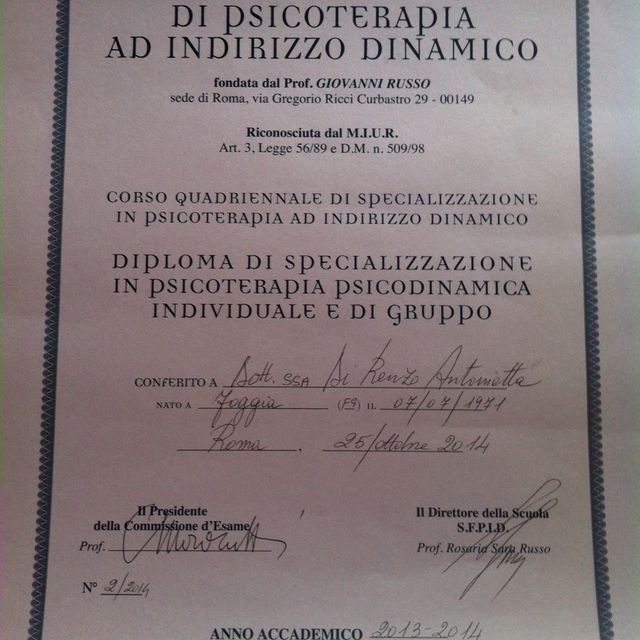 DI PSICOTERAPIA
AD INDIRIZZO DINAMICO
fondata dal Prof. GIOVANNI RUSSO
sede di Roma, via Gregorio Ricci Curbastro 29 - 00149
Riconosciuta dal M.I.U.R.
Art. 3, Legge 56/89 e D.M. n. 509/98
CORSO QUADRIENNALE DI SPECIALIZZAZIONE
IN PSICOTERAPIA AD INDIRIZZO DINAMICO
DIPLOMA DI SPECIALIZZAZIONE
IN PSICOTERAPIA PSICODINAMICA
INDIVIDUALE E DI GRUPPO
CONFERITO A Dott.ssa Di Renzo Antonietta
NATO A Foggia (FG) IL 07/07/1971
Roma, 25/ottobre 2014
Il Presidente
della Commissione d'Esame
Prof.
Il Direttore della Scuola
S.F.P.I.D.
Prof. Rosaria Sara Russo
N° 2/2014
ANNO ACCADEMICO 2013-2014